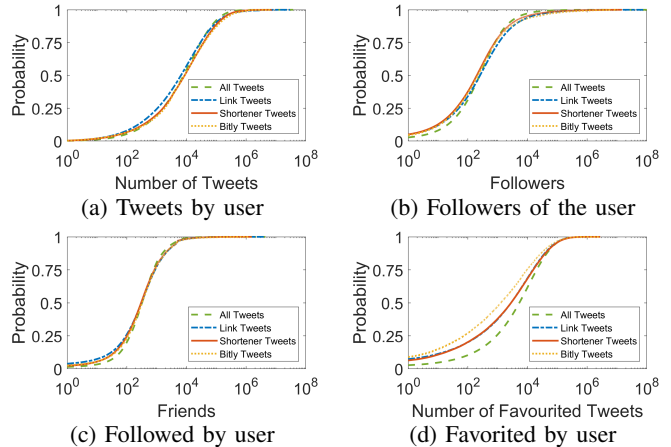 1
0.75
0.5
0.25
0
Probability
All Tweets
Link Tweets
Shortener Tweets
Bitly Tweets
10^0 10^2 10^4 10^6 10^8
Number of Tweets
(a) Tweets by user
1
0.75
0.5
0.25
0
Probability
All Tweets
Link Tweets
Shortener Tweets
Bitly Tweets
10^0 10^2 10^4 10^6 10^8
Followers
(b) Followers of the user
1
0.75
0.5
0.25
0
Probability
All Tweets
Link Tweets
Shortener Tweets
Bitly Tweets
10^0 10^2 10^4 10^6 10^8
Friends
(c) Followed by user
1
0.75
0.5
0.25
0
Probability
All Tweets
Link Tweets
Shortener Tweets
Bitly Tweets
10^0 10^2 10^4 10^6 10^8
Number of Favourited Tweets
(d) Favorited by user